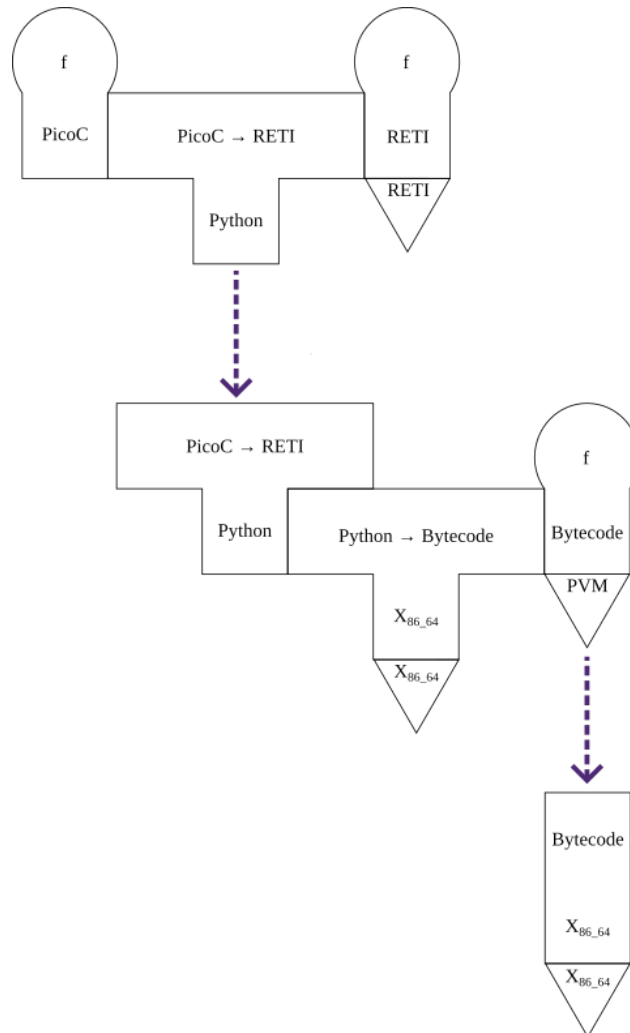 f
f
PicoC
PicoC → RETI
RETI
RETI
Python
PicoC → RETI
f
Python
Python → Bytecode
Bytecode
PVM
X86_64
X86_64
Bytecode
X86_64
X86_64